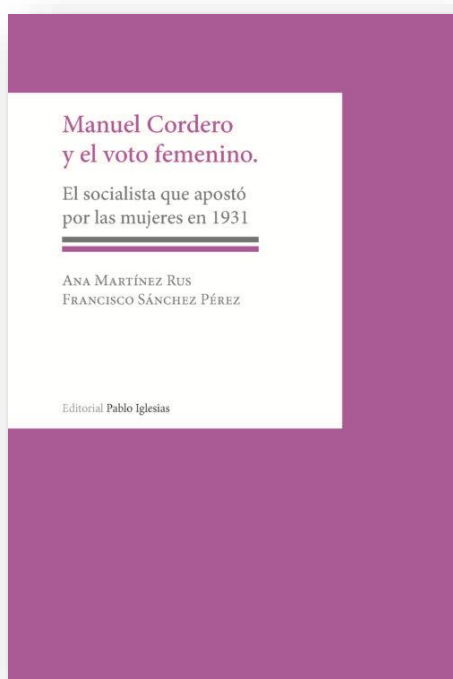 Manuel Cordero
y el voto femenino.
El socialista que apostó
por las mujeres en 1931
Ana Martínez Rus
Francisco Sánchez Pérez
Editorial Pablo Iglesias